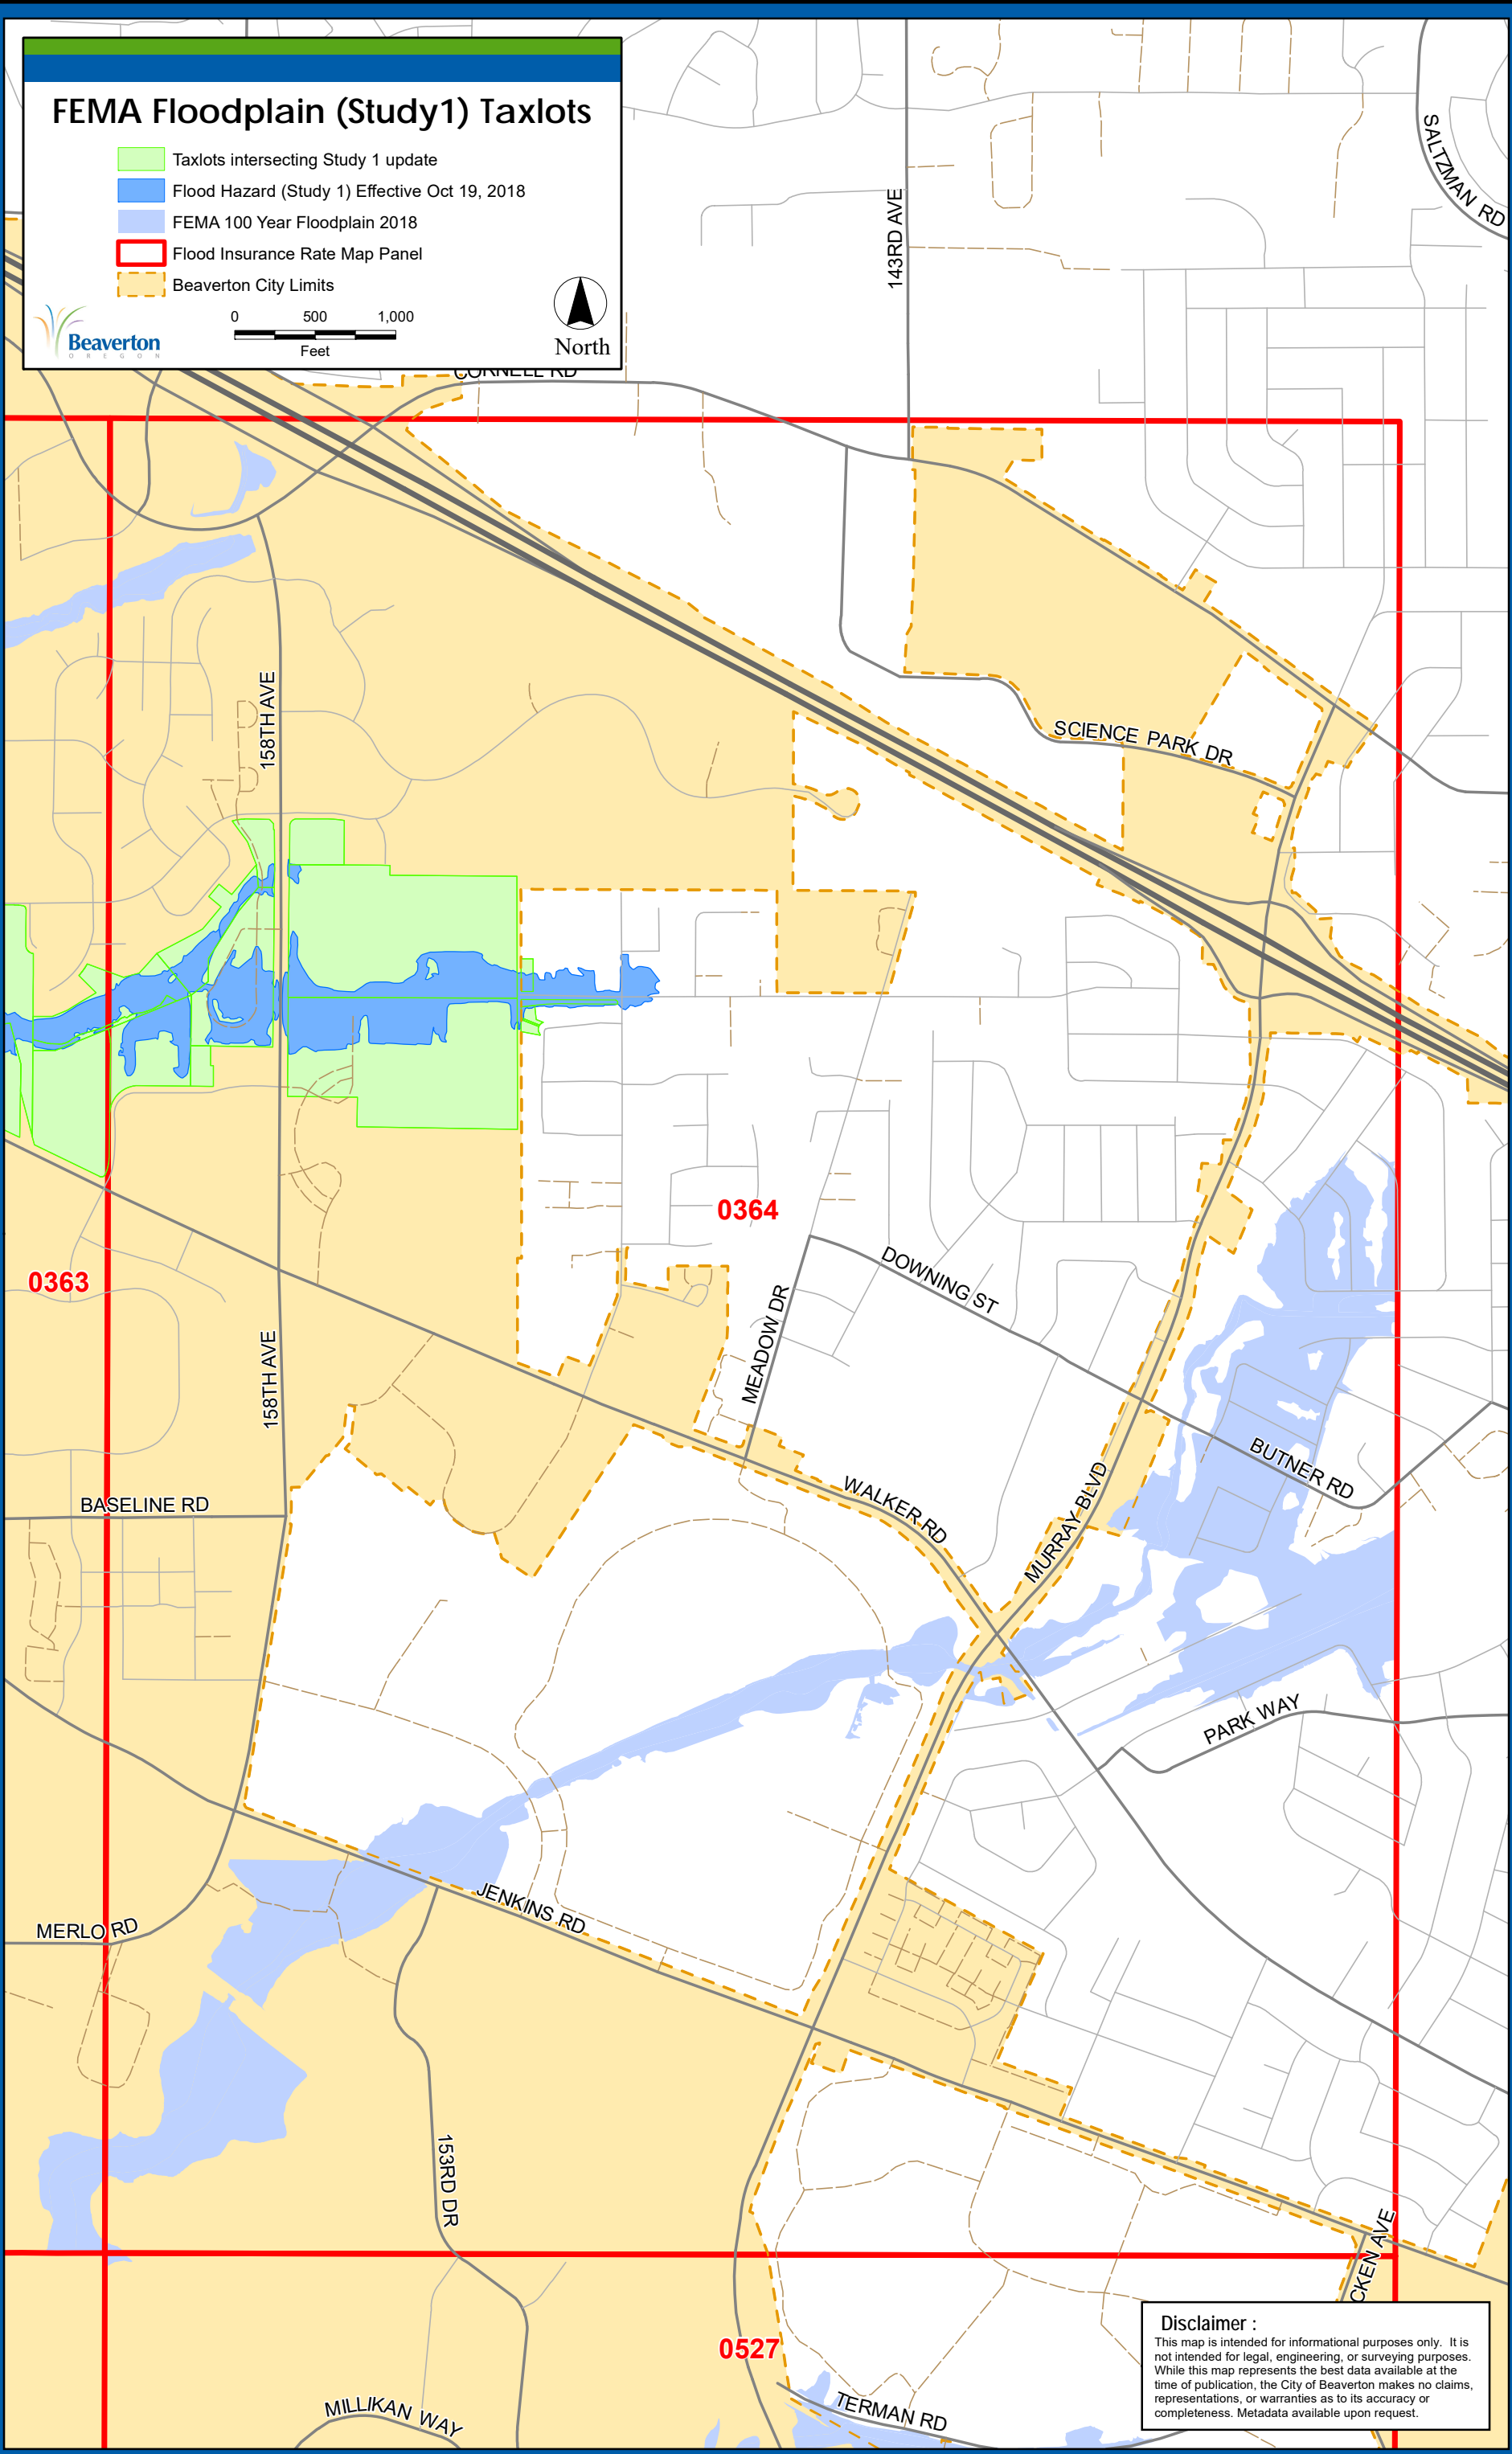 FEMA Floodplain (Study1) Taxlots
Taxlots intersecting Study 1 update
Flood Hazard (Study 1) Effective Oct 19, 2018
FEMA 100 Year Floodplain 2018
Flood Insurance Rate Map Panel
Beaverton City Limits
0 500 1,000
Feet
Beaverton
OREGON
North
CORNELL RD
143RD AVE
SALTZMAN RD
158TH AVE
SCIENCE PARK DR
0364
0363
DOWNING ST
MEADOW DR
158TH AVE
BASELINE RD
WALKER RD
MURRAY BLVD
BUTNER RD
PARK WAY
JENKINS RD
MERLO RD
153RD DR
CKEN AVE
0527
MILLIKAN WAY
TERMAN RD
Disclaimer :
This map is intended for informational purposes only. It is
not intended for legal, engineering, or surveying purposes.
While this map represents the best data available at the
time of publication, the City of Beaverton makes no claims,
representations, or warranties as to its accuracy or
completeness. Metadata available upon request.